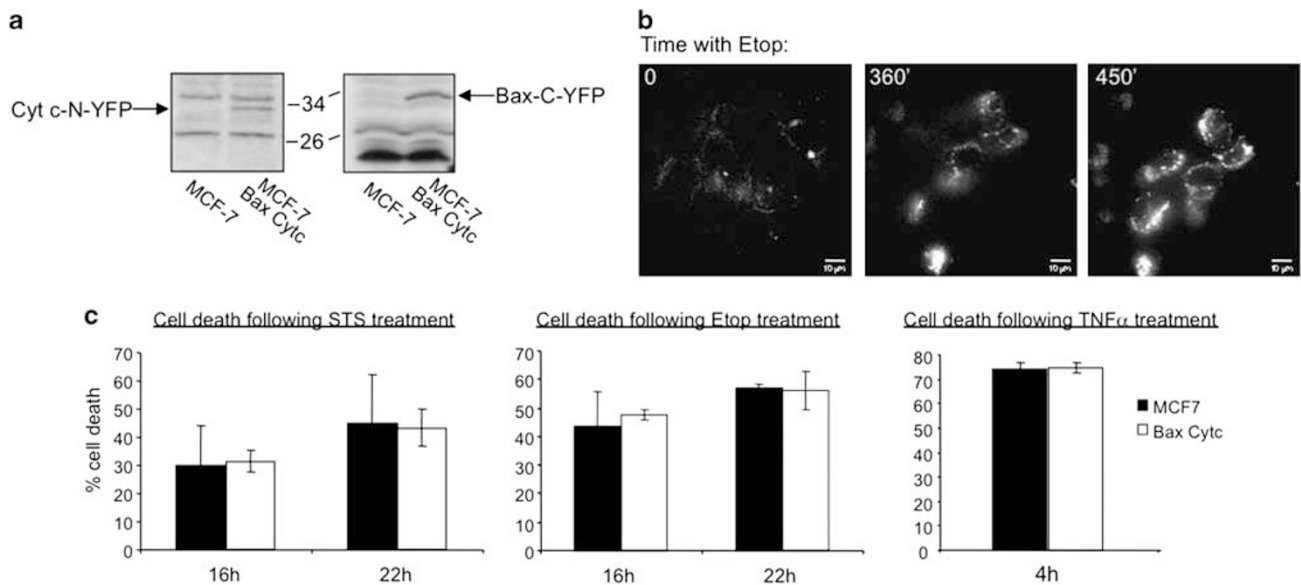 a
Cyt c-N-YFP
34
26
Bax-C-YFP
MCF-7
MCF-7
Bax Cytc
MCF-7
MCF-7
Bax Cytc
b
Time with Etop:
0
10 µm
360'
10 µm
450'
10 µm
c
Cell death following STS treatment
% cell death
70
60
50
40
30
20
10
0
16h
22h
Cell death following Etop treatment
70
60
50
40
30
20
10
0
16h
22h
Cell death following TNFα treatment
80
70
60
50
40
30
20
10
0
4h
MCF7
Bax Cytc